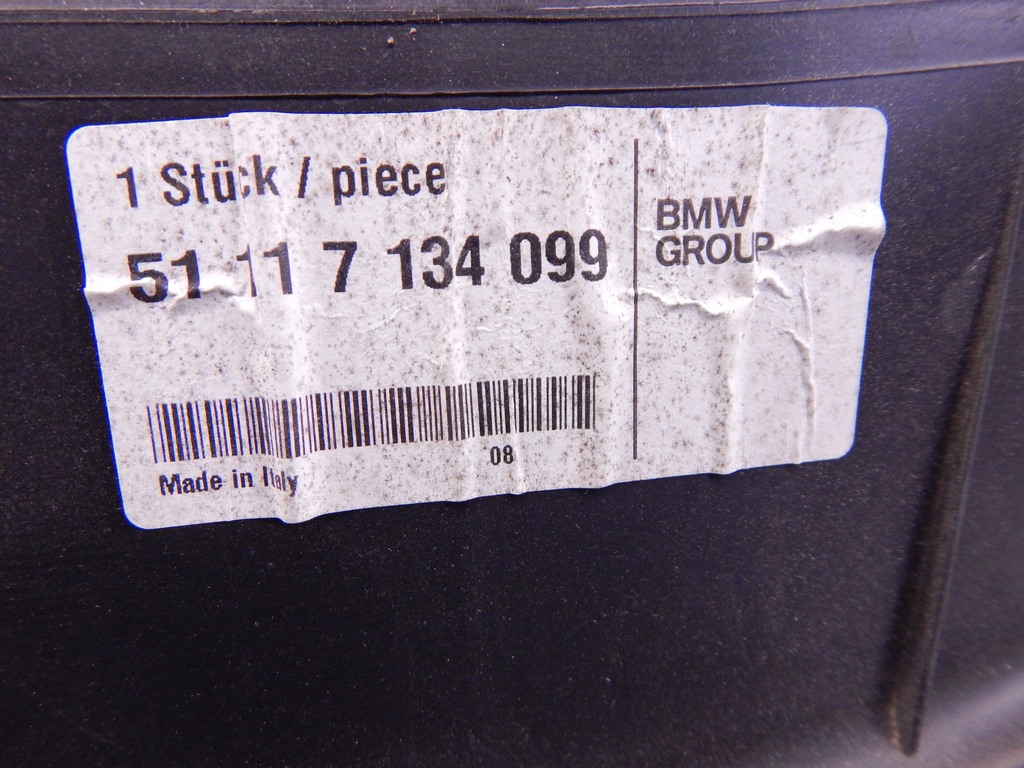 1 Stück / piece
51 11 7 134 099
BMW
GROUP
08
Made in Italy